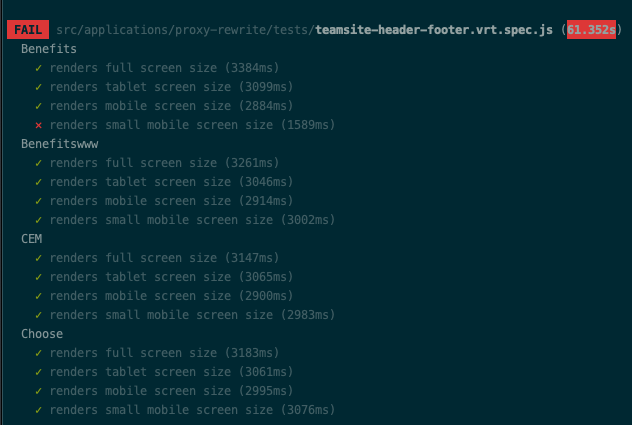 FAIL src/applications/proxy-rewrite/tests/teamsite-header-footer.vrt.spec.js (61.352s)
Benefits
✓ renders full screen size (3384ms)
✓ renders tablet screen size (3099ms)
✓ renders mobile screen size (2884ms)
✕ renders small mobile screen size (1589ms)
Benefitswww
✓ renders full screen size (3261ms)
✓ renders tablet screen size (3046ms)
✓ renders mobile screen size (2914ms)
✓ renders small mobile screen size (3002ms)
CEM
✓ renders full screen size (3147ms)
✓ renders tablet screen size (3065ms)
✓ renders mobile screen size (2900ms)
✓ renders small mobile screen size (2983ms)
Choose
✓ renders full screen size (3183ms)
✓ renders tablet screen size (3061ms)
✓ renders mobile screen size (2995ms)
✓ renders small mobile screen size (3076ms)